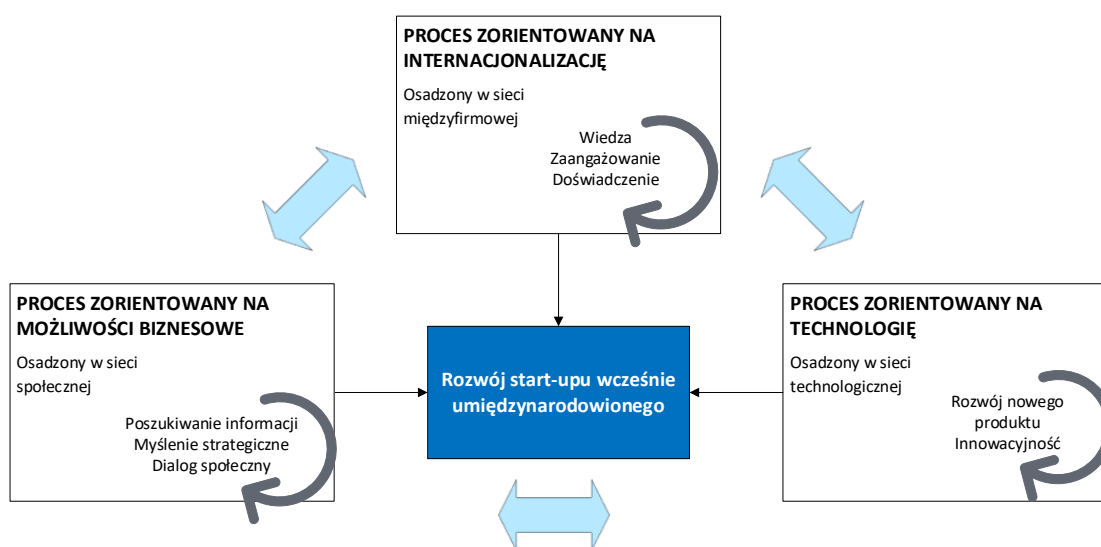 PROCES ZORIENTOWANY NA
INTERNACJONALIZACJĘ
Osadzony w sieci
międzyfirmowej
Wiedza
Zaangażowanie
Doświadczenie
PROCES ZORIENTOWANY NA
MOŻLIWOŚCI BIZNESOWE
Osadzony w sieci
społecznej
Poszukiwanie informacji
Myślenie strategiczne
Dialog społeczny
Rozwój start-upu wcześnie
umiędzynarodowionego
PROCES ZORIENTOWANY NA
TECHNOLOGIĘ
Osadzony w sieci
technologicznej
Rozwój nowego
produktu
Innowacyjność